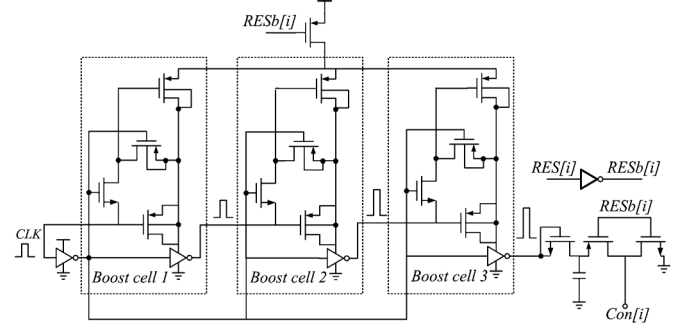 RESb[i]
RES[i]
RESb[i]
RESb[i]
CLK
Boost cell 1
Boost cell 2
Boost cell 3
Con[i]